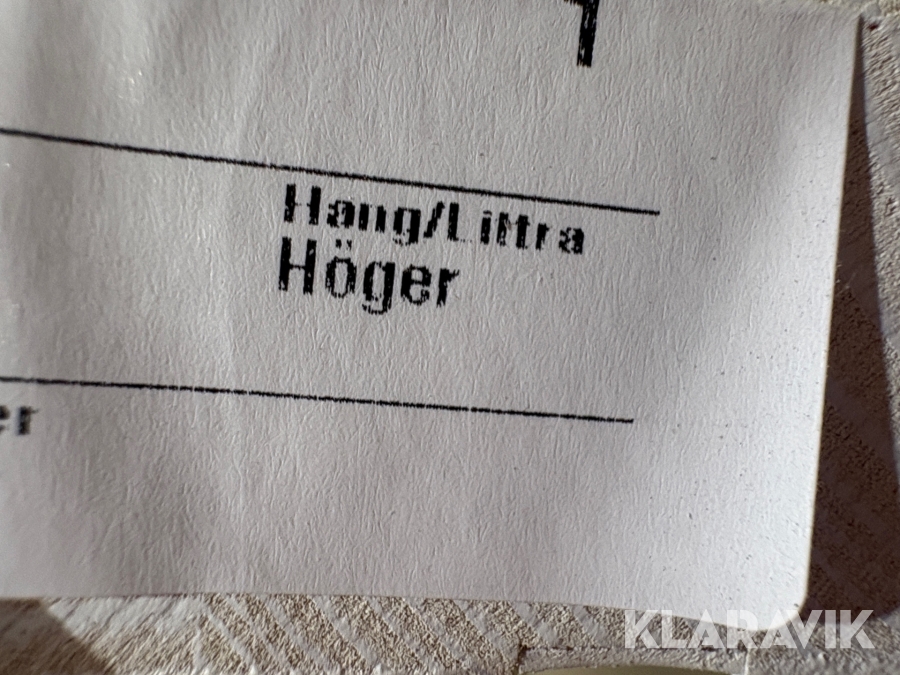 Hang/Littra
Höger
er
KLARAVIK